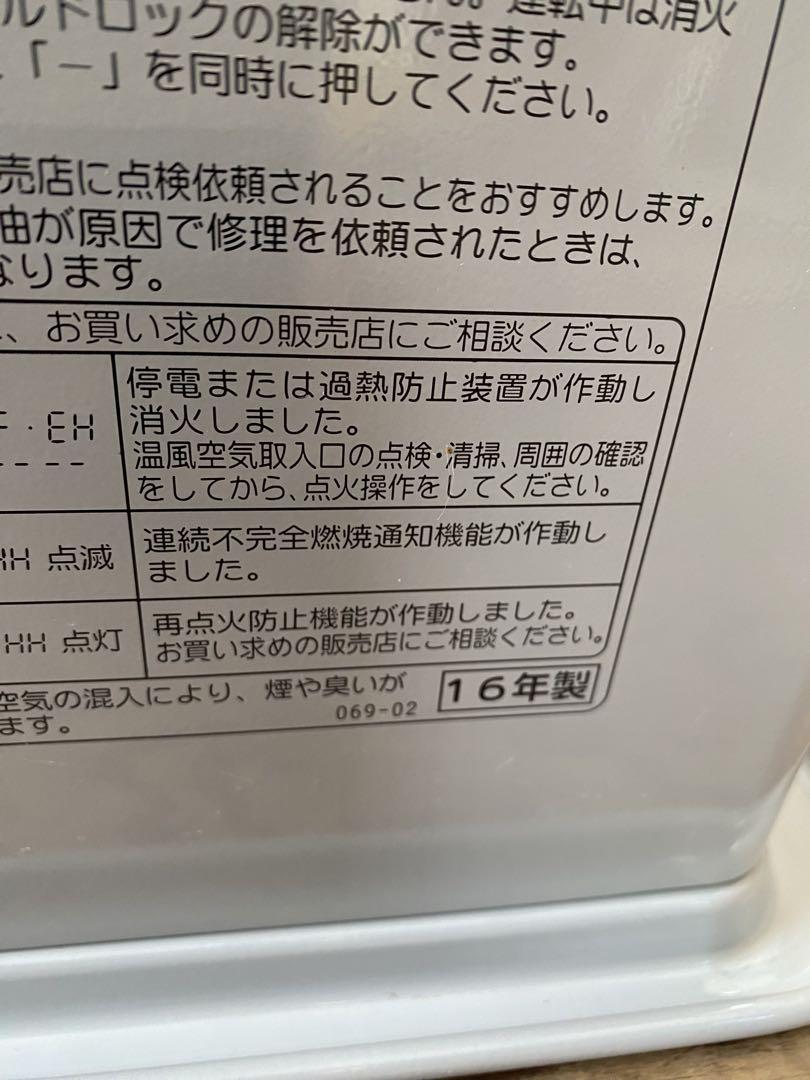 ルドロックの解除ができます。運転中は消火
「－」を同時に押してください。
売店に点検依頼されることをおすすめします。
油が原因で修理を依頼されたときは、
なります。
、お買い求めの販売店にご相談ください。
F・EH
----
停電または過熱防止装置が作動し
消火しました。
温風空気取入口の点検・清掃、周囲の確認
をしてから、点火操作をしてください。
HH 点滅
連続不完全燃焼通知機能が作動し
ました。
HH 点灯
再点火防止機能が作動しました。
お買い求めの販売店にご相談ください。
空気の混入により、煙や臭いが
ます。
069-02
16年製